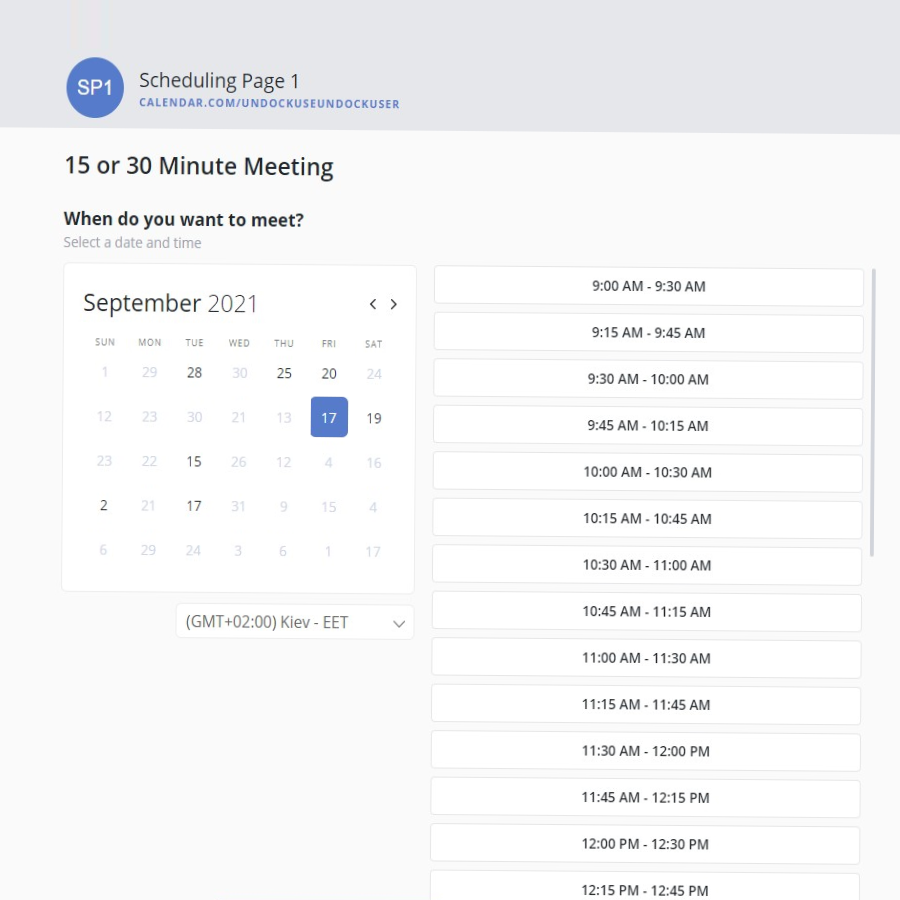 SP1
Scheduling Page 1
CALENDAR.COM/UNDOCKUSEUNDOCKUSER
15 or 30 Minute Meeting
When do you want to meet?
Select a date and time
September 2021
SUN MON TUE WED THU FRI SAT
1 29 28 30 25 20 24
12 23 30 21 13 17 19
23 22 15 26 12 4 16
2 21 17 31 9 15 4
6 29 24 3 6 1 17
(GMT+02:00) Kiev - EET
9:00 AM - 9:30 AM
9:15 AM - 9:45 AM
9:30 AM - 10:00 AM
9:45 AM - 10:15 AM
10:00 AM - 10:30 AM
10:15 AM - 10:45 AM
10:30 AM - 11:00 AM
10:45 AM - 11:15 AM
11:00 AM - 11:30 AM
11:15 AM - 11:45 AM
11:30 AM - 12:00 PM
11:45 AM - 12:15 PM
12:00 PM - 12:30 PM
12:15 PM - 12:45 PM